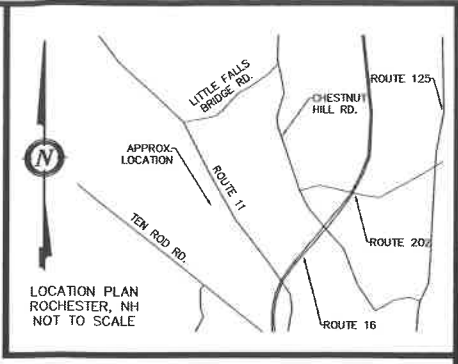 LITTLE FALLS
BRIDGE RD.
ROUTE 125
CHESTNUT
HILL RD.
APPROX.
LOCATION
N
ROUTE 11
TEN ROD RD.
ROUTE 202
LOCATION PLAN
ROCHESTER, NH
NOT TO SCALE
ROUTE 16